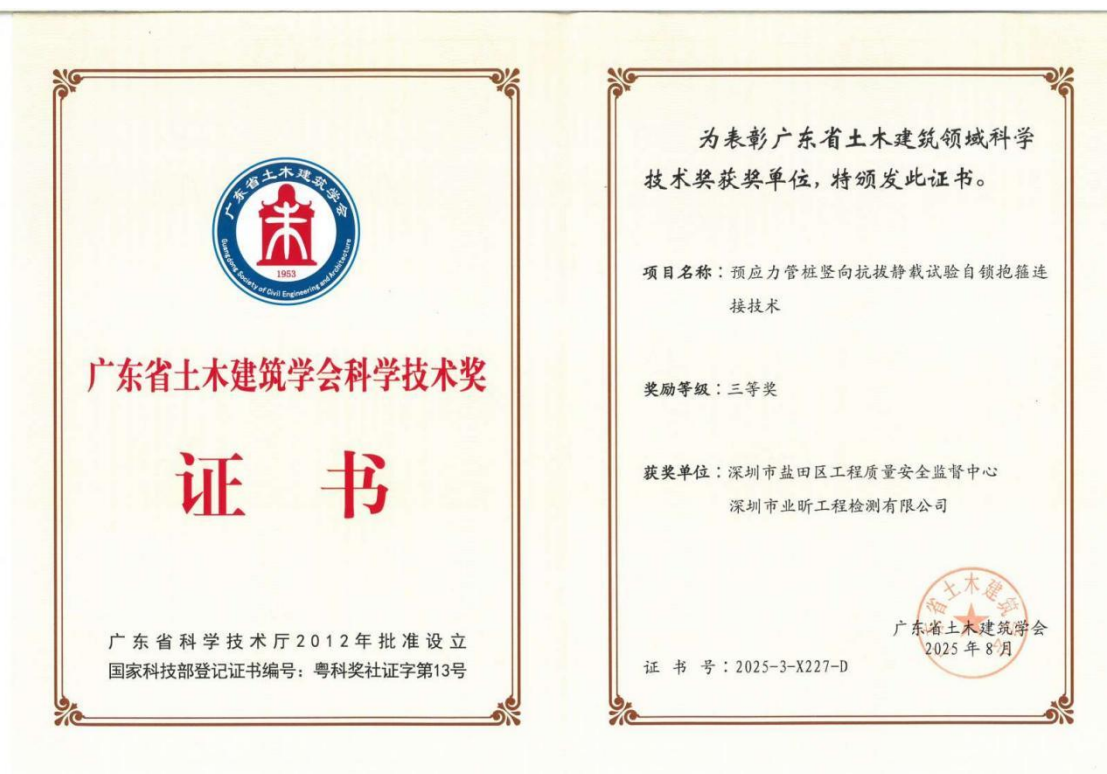 广东省土木建筑学会
1953
Guangdong Society of Civil Engineering and Architecture
广东省土木建筑学会科学技术奖
证 书
广东省科学技术厅2012年批准设立
国家科技部登记证书编号：粤科奖社证字第13号
为表彰广东省土木建筑领域科学
技术奖获奖单位，特颁发此证书。
项目名称：预应力管桩竖向抗拔静载试验自锁抱箍连
接技术
奖励等级：三等奖
获奖单位：深圳市盐田区工程质量安全监督中心
深圳市业昕工程检测有限公司
广东省土木建筑学会
2025年8月
证 书 号：2025-3-X227-D